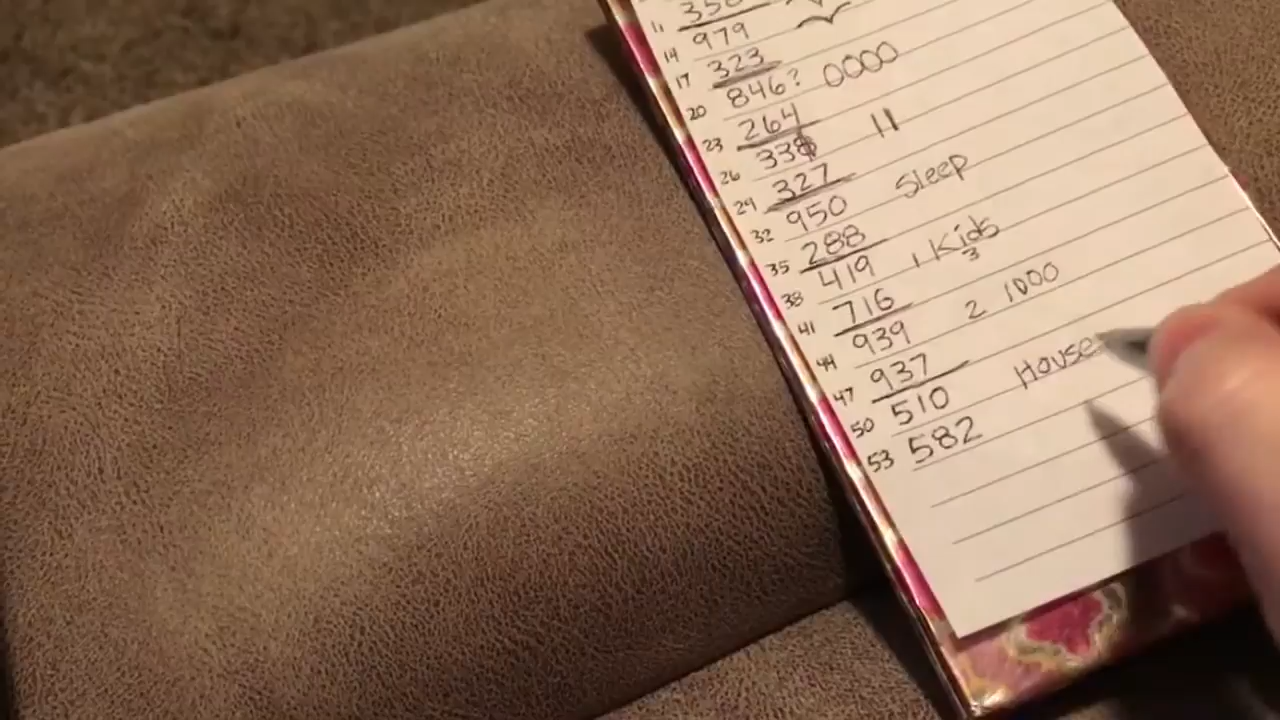 11 358
14 979
17 323
20 846? 0000
23 264
26 338 11
29 327
32 950 Sleep
35 288
38 419 1 Kids
3
41 716
44 939 2 1000
47 937
50 510 House
53 582